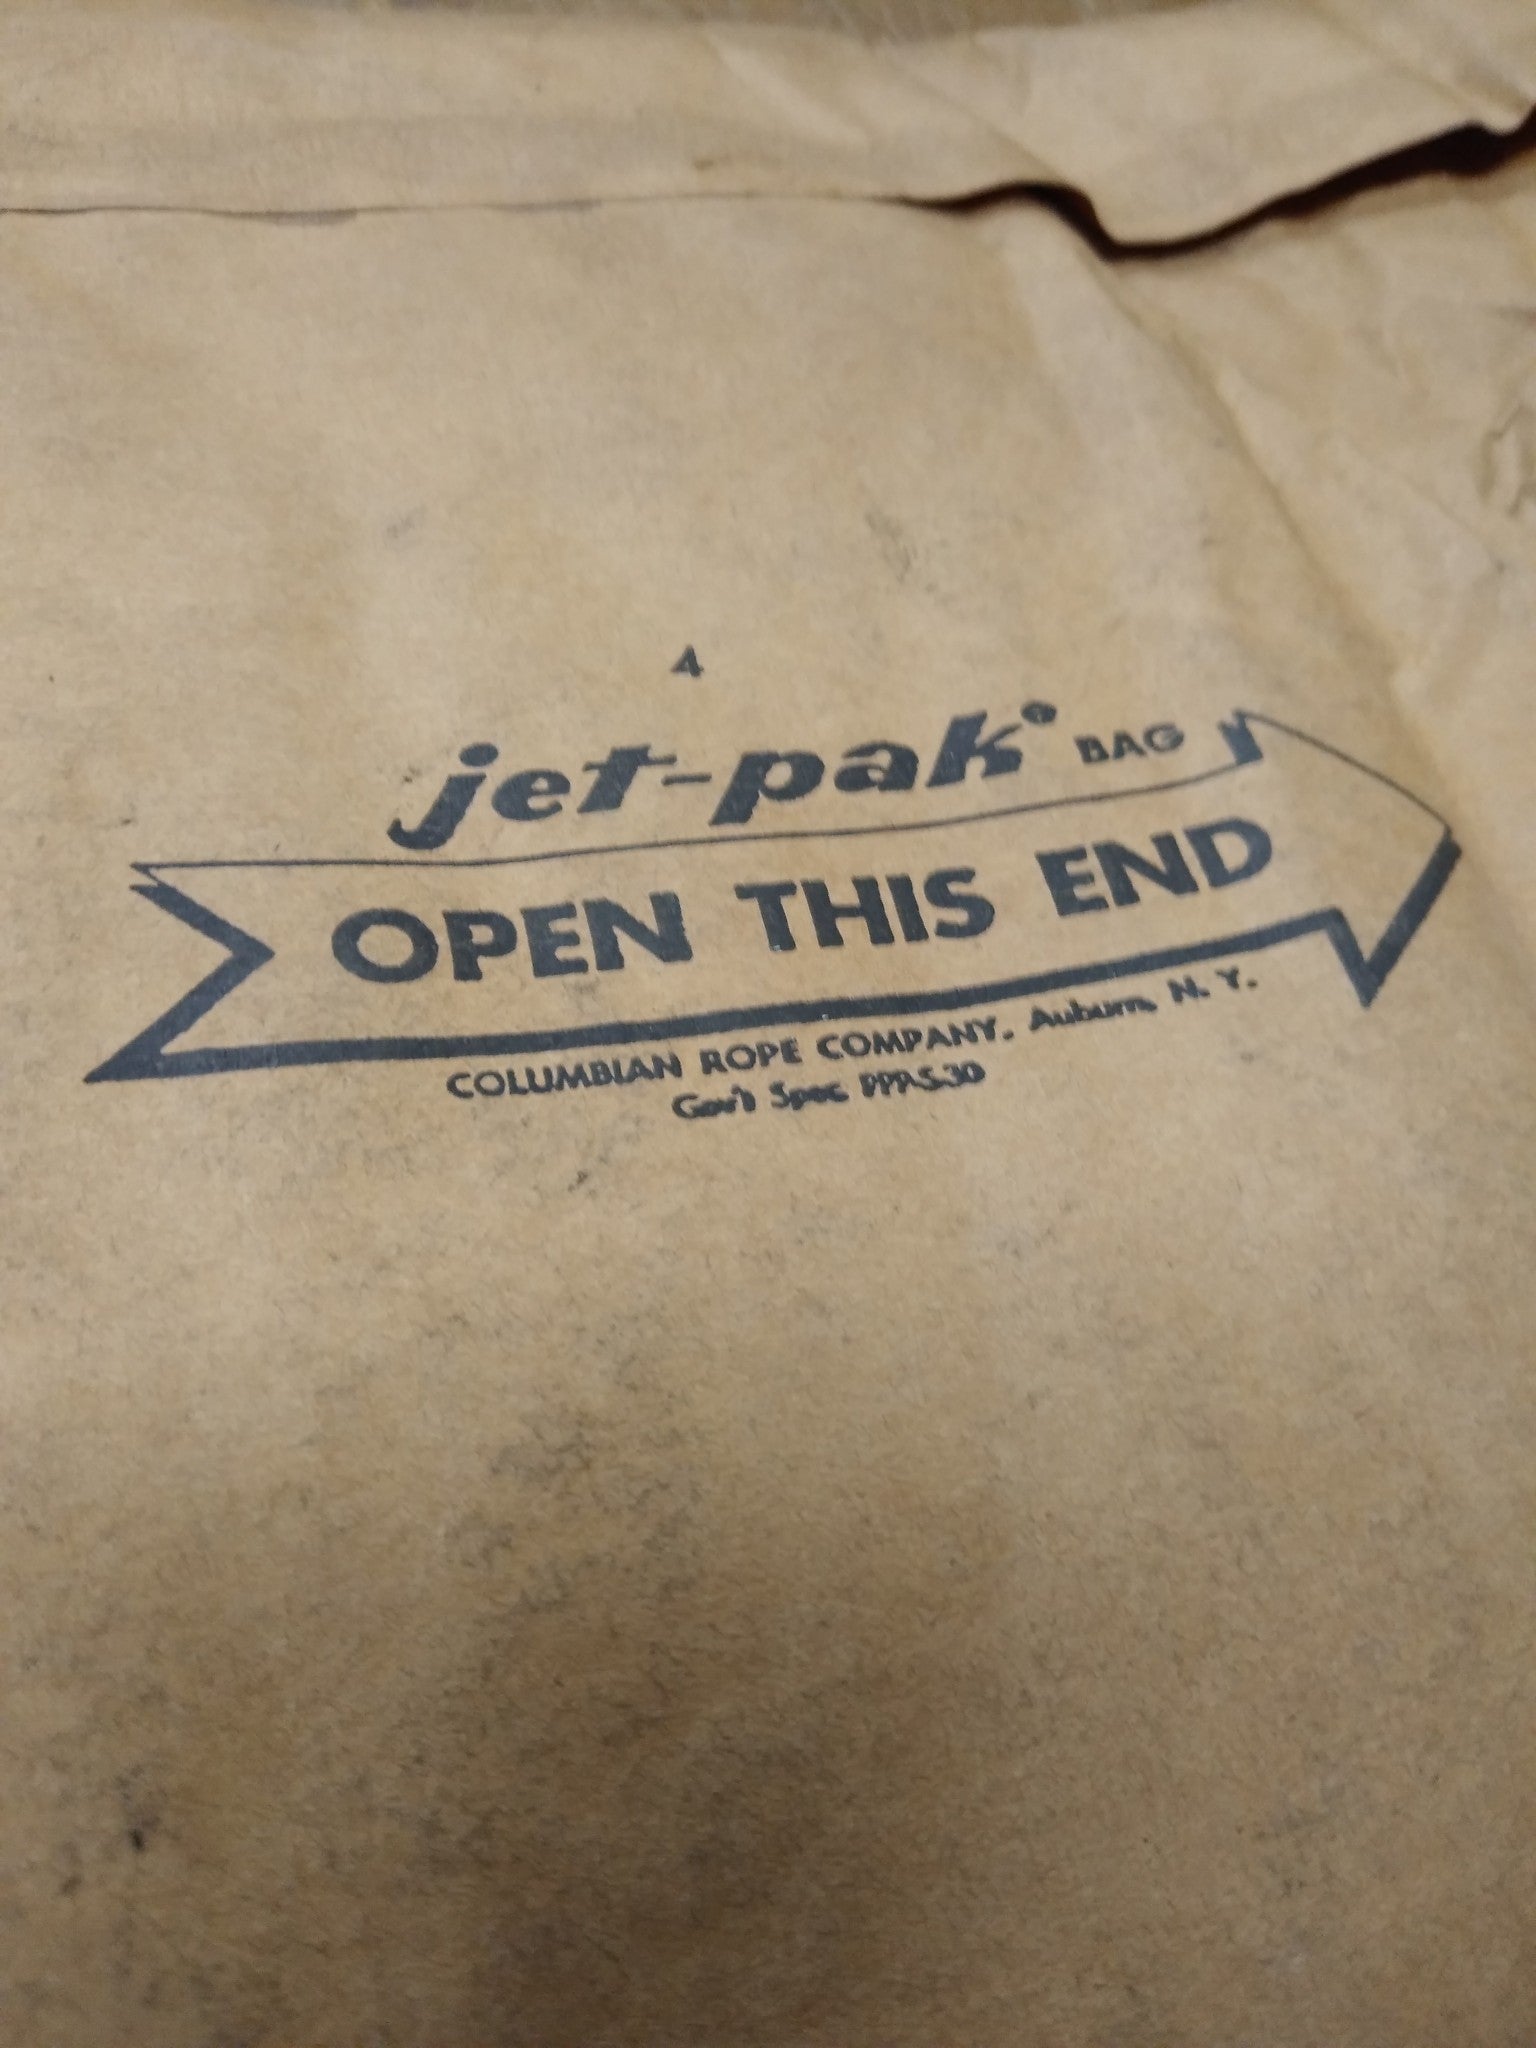 4
jet-pak® BAG
OPEN THIS END
COLUMBIAN ROPE COMPANY, Auburn, N. Y.
Gov't Spec PPP-S-30